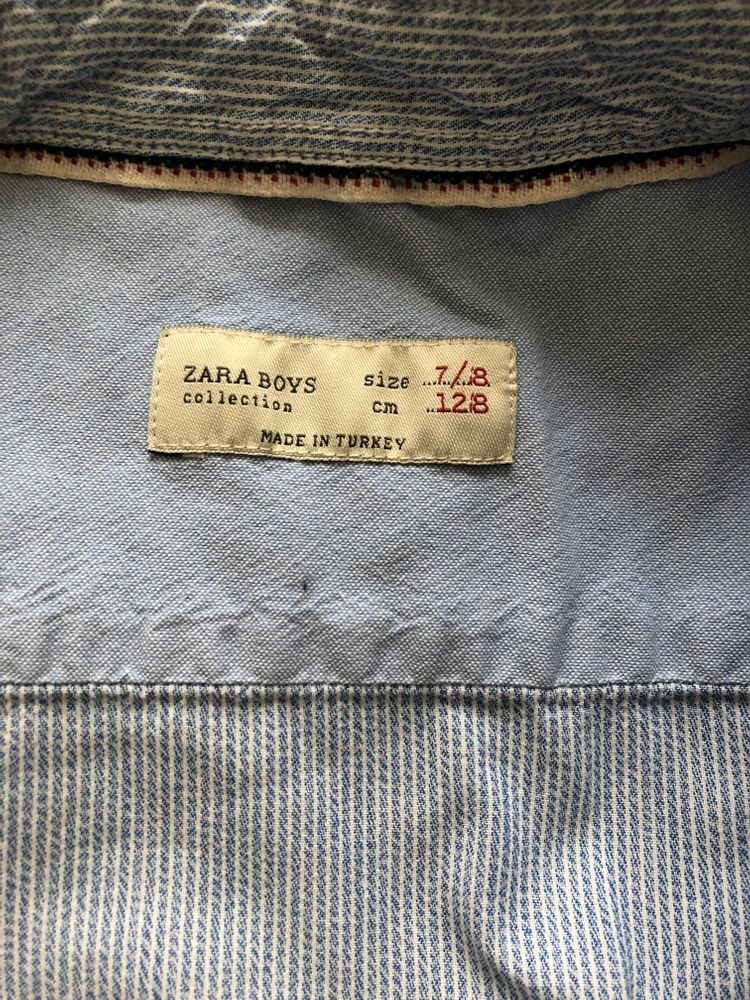 ZARA BOYS size ...7/8
collection cm ..128
MADE IN TURKEY